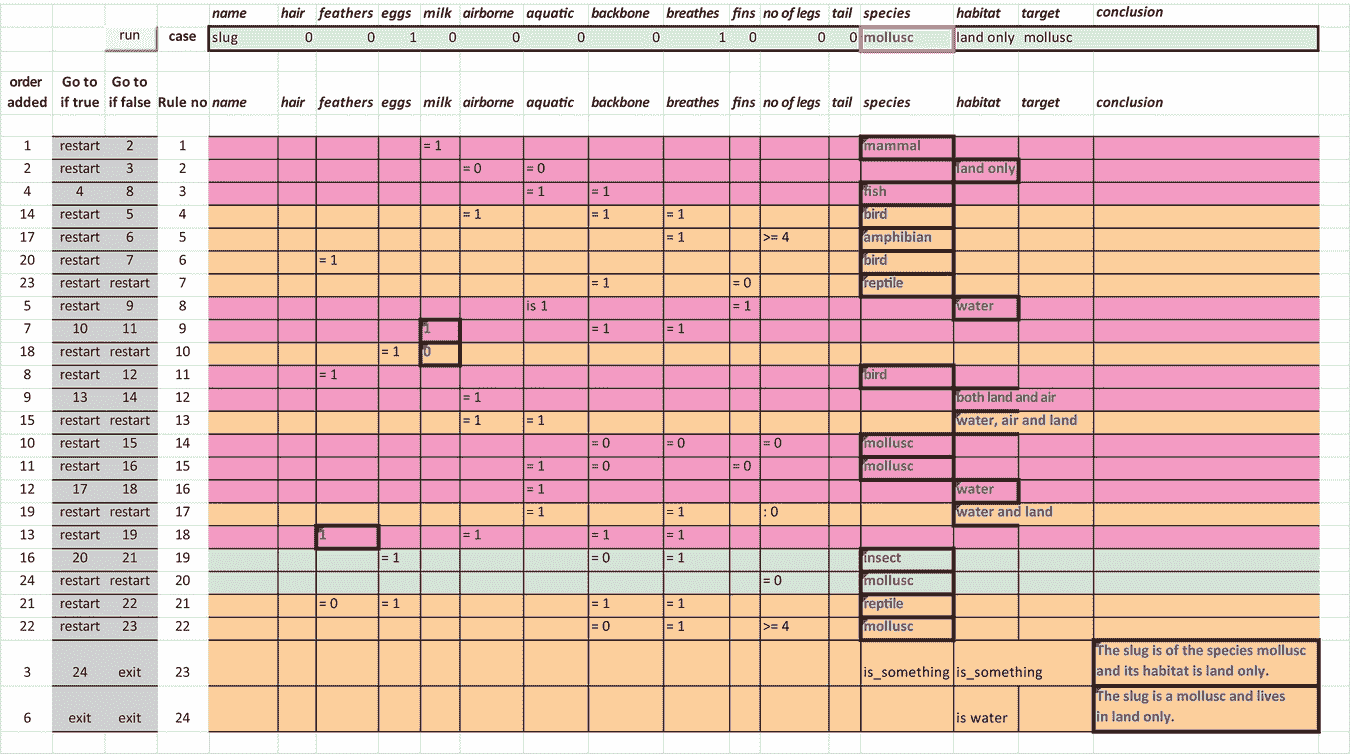 name hair feathers eggs milk airborne aquatic backbone breathes fins no of legs tail species habitat target conclusion
run case slug 0 0 1 0 0 0 0 1 0 0 0 mollusc land only mollusc
order Go to Go to
added if true if false Rule no name hair feathers eggs milk airborne aquatic backbone breathes fins no of legs tail species habitat target conclusion
1 restart 2 1 = 1 mammal
2 restart 3 2 = 0 = 0 land only
4 4 8 3 = 1 = 1 fish
14 restart 5 4 = 1 = 1 = 1 bird
17 restart 6 5 = 1 >= 4 amphibian
20 restart 7 6 = 1 bird
23 restart restart 7 = 1 = 0 reptile
5 restart 9 8 is 1 = 1 water
7 10 11 9 1 = 1 = 1
18 restart restart 10 = 1 0
8 restart 12 11 = 1 bird
9 13 14 12 = 1 both land and air
15 restart restart 13 = 1 = 1 water, air and land
10 restart 15 14 = 0 = 0 = 0 mollusc
11 restart 16 15 = 1 = 0 = 0 mollusc
12 17 18 16 = 1 water
19 restart restart 17 = 1 = 1 : 0 water and land
13 restart 19 18 1 = 1 = 1 = 1
16 20 21 19 = 1 = 0 = 1 insect
24 restart restart 20 = 0 mollusc
21 restart 22 21 = 0 = 1 = 1 = 1 reptile
22 restart 23 22 = 0 = 1 >= 4 mollusc
The slug is of the species mollusc
3 24 exit 23 is_something is_something and its habitat is land only.
The slug is a mollusc and lives
6 exit exit 24 is water in land only.